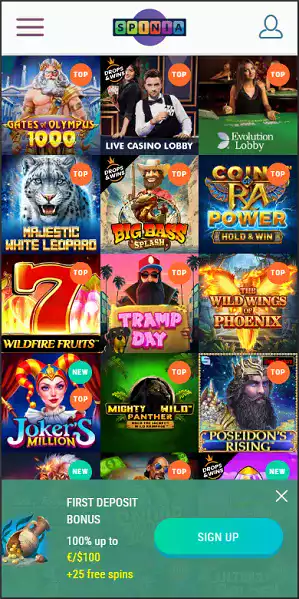 SPINIA
TOP
GATES OF OLYMPUS
1000
DROPS
&WINS
LIVE CASINO LOBBY
TOP
Evolution
Lobby
TOP
MAJESTIC
WHITE LEOPARD
DROPS
&WINS
BIG BASS
SPLASH
TOP
COIN
RA
POWER
HOLD & WIN
TOP
7
WILDFIRE FRUITS
TOP
TRAMP
DAY
TOP
THE
WILD WINGS
OF
PHOENIX
NEW
TOP
JOKER'S
MILLION
MIGHTY WILD
PANTHER
TOP
POSEIDON'S
RISING
NEW
TOP
DROPS
&WINS
NEW
FIRST DEPOSIT
BONUS
100% up to
€/$100
+25 free spins
SIGN UP